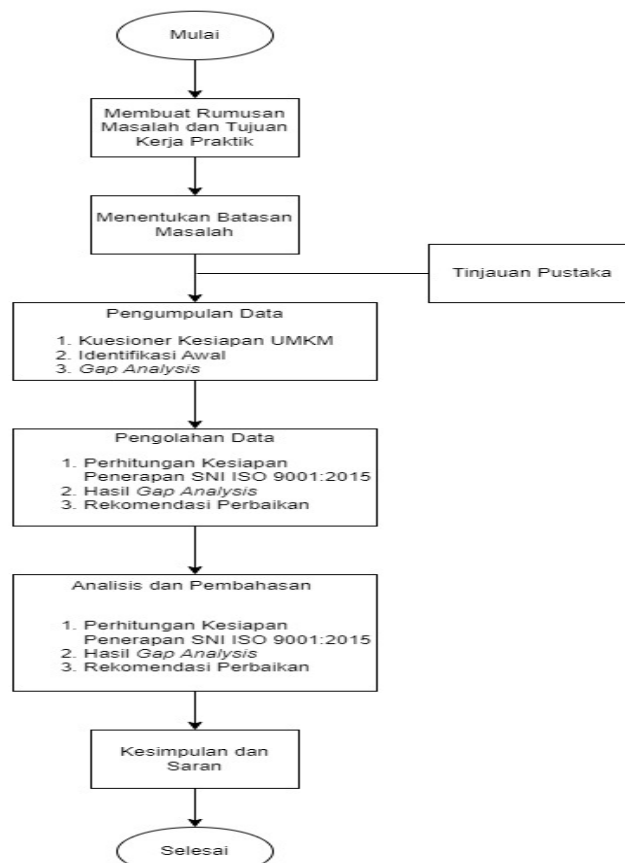 Mulai
Membuat Rumusan
Masalah dan Tujuan
Kerja Praktik
Menentukan Batasan
Masalah
Tinjauan Pustaka
Pengumpulan Data
1. Kuesioner Kesiapan UMKM
2. Identifikasi Awal
3. Gap Analysis
Pengolahan Data
1. Perhitungan Kesiapan
Penerapan SNI ISO 9001:2015
2. Hasil Gap Analysis
3. Rekomendasi Perbaikan
Analisis dan Pembahasan
1. Perhitungan Kesiapan
Penerapan SNI ISO 9001:2015
2. Hasil Gap Analysis
3. Rekomendasi Perbaikan
Kesimpulan dan
Saran
Selesai